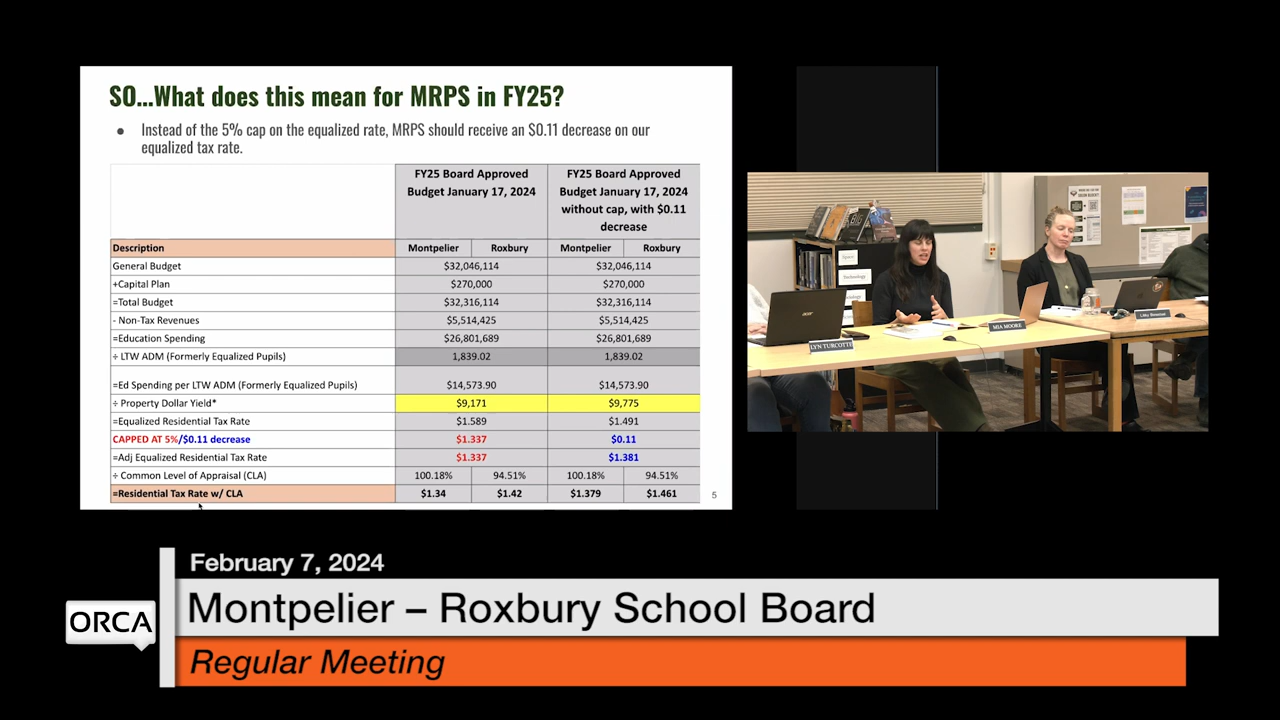 SO...What does this mean for MRPS in FY25?
● Instead of the 5% cap on the equalized rate, MRPS should receive an $0.11 decrease on our
equalized tax rate.
FY25 Board Approved
Budget January 17, 2024
FY25 Board Approved
Budget January 17, 2024
without cap, with $0.11
decrease
Description Montpelier Roxbury Montpelier Roxbury
General Budget $32,046,114 $32,046,114
+Capital Plan $270,000 $270,000
=Total Budget $32,316,114 $32,316,114
- Non-Tax Revenues $5,514,425 $5,514,425
=Education Spending $26,801,689 $26,801,689
÷ LTW ADM (Formerly Equalized Pupils) 1,839.02 1,839.02
=Ed Spending per LTW ADM (Formerly Equalized Pupils) $14,573.90 $14,573.90
÷ Property Dollar Yield* $9,171 $9,775
=Equalized Residential Tax Rate $1.589 $1.491
CAPPED AT 5%/$0.11 decrease $1.337 $0.11
=Adj Equalized Residential Tax Rate $1.337 $1.381
÷ Common Level of Appraisal (CLA) 100.18% 94.51% 100.18% 94.51%
=Residential Tax Rate w/ CLA $1.34 $1.42 $1.379 $1.461
5
BIG
Space
Technology
acer
LYN TURCOTTE
MIA MOORE
February 7, 2024
Montpelier – Roxbury School Board
ORCA
Regular Meeting